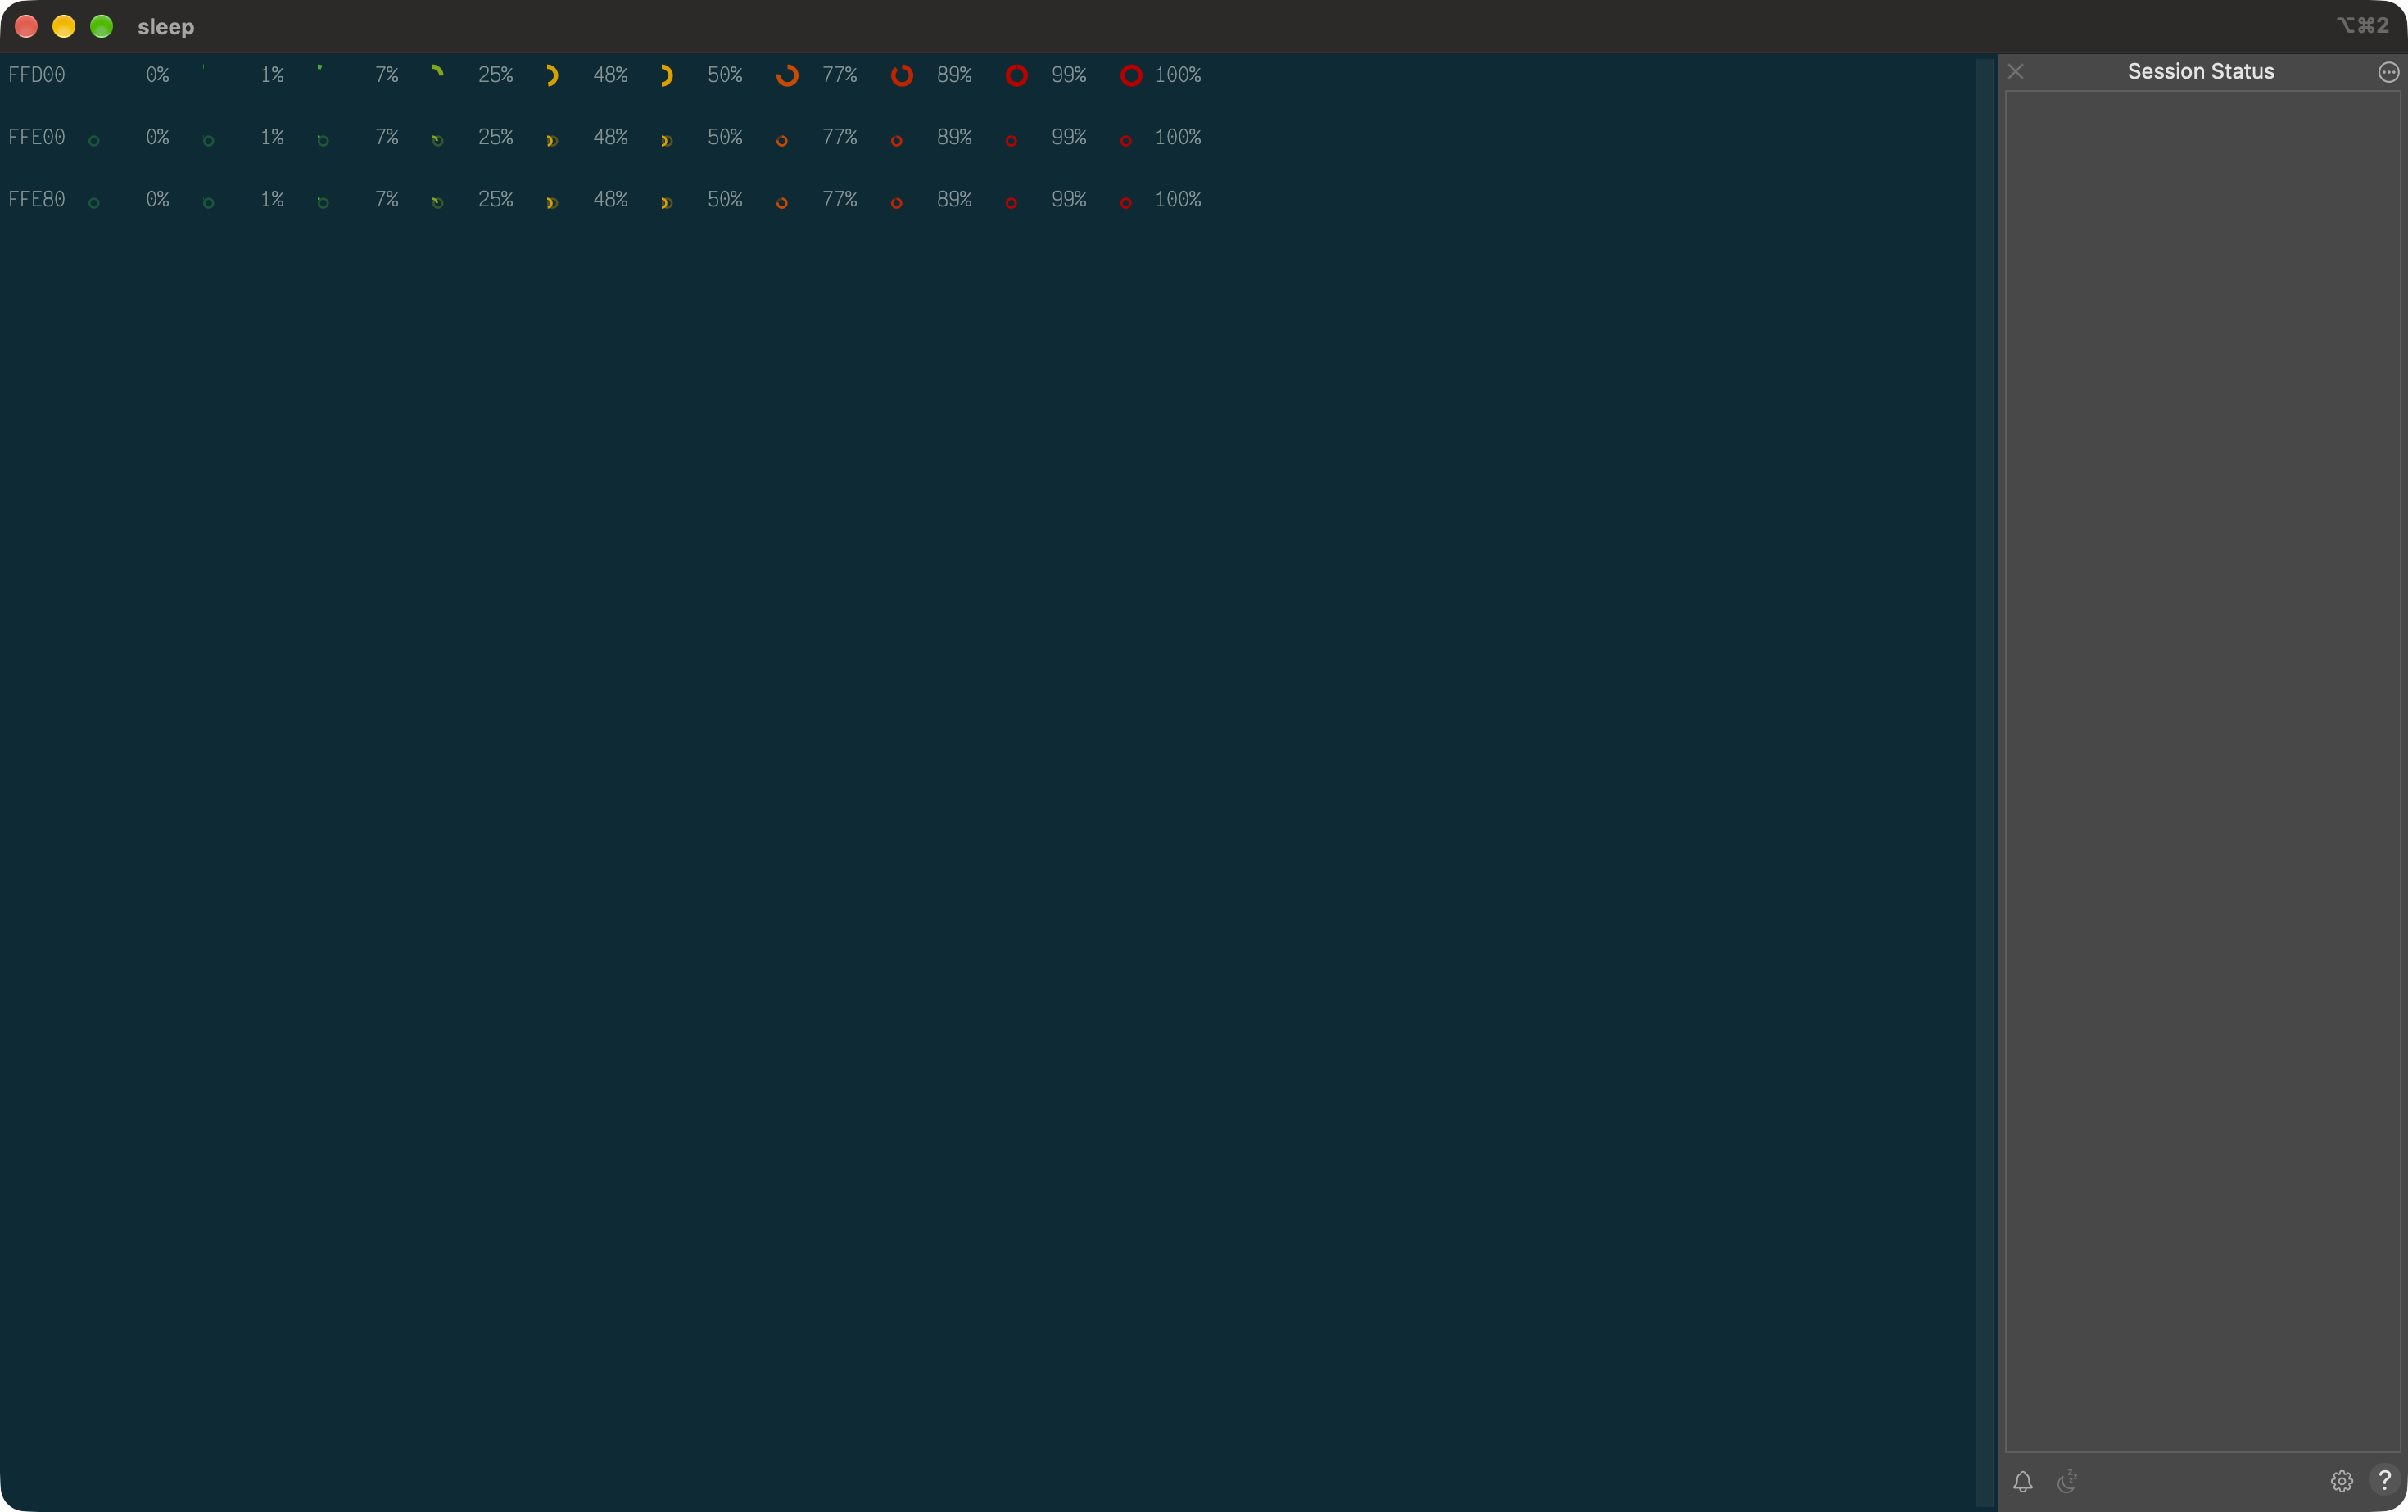 sleep ⌥⌘2
FFD00 0% 1% 7% 25% 48% 50% 77% 89% 99% 100%
Session Status
FFE00 0% 1% 7% 25% 48% 50% 77% 89% 99% 100%
FFE80 0% 1% 7% 25% 48% 50% 77% 89% 99% 100%
?